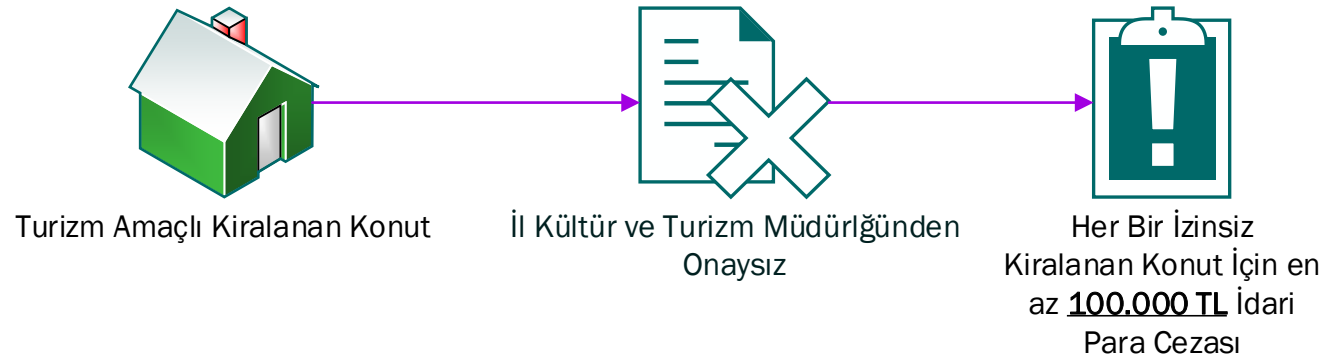 Turizm Amaçlı Kiralanan Konut
İl Kültür ve Turizm Müdürlğünden
Onaysız
Her Bir İzinsiz
Kiralanan Konut İçin en
az 100.000 TL İdari
Para Cezası